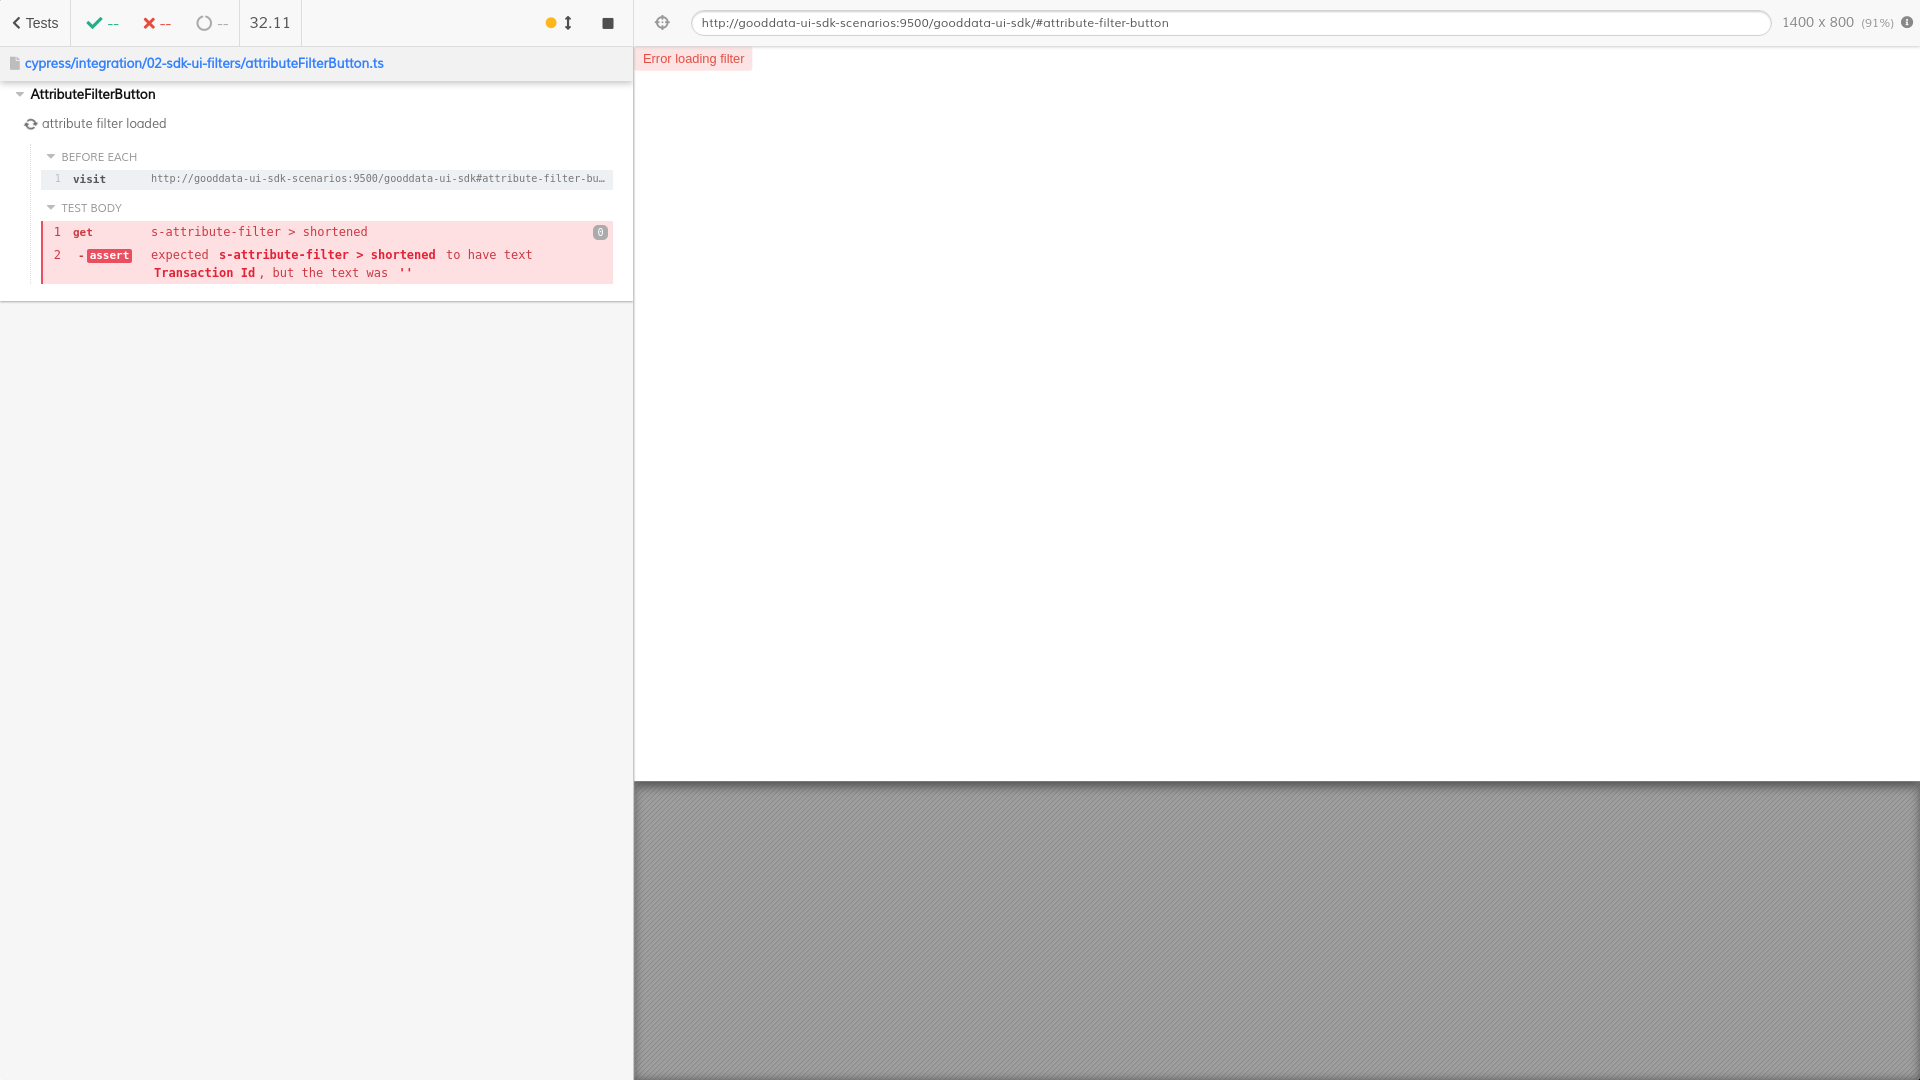 Tests -- -- -- 32.11
http://gooddata-ui-sdk-scenarios:9500/gooddata-ui-sdk/#attribute-filter-button 1400 x 800 (91%)
cypress/integration/02-sdk-ui-filters/attributeFilterButton.ts
AttributeFilterButton
attribute filter loaded
BEFORE EACH
1 visit http://gooddata-ui-sdk-scenarios:9500/gooddata-ui-sdk#attribute-filter-bu…
TEST BODY
1 get s-attribute-filter > shortened 0
2 -assert expected s-attribute-filter > shortened to have text
Transaction Id, but the text was ''
Error loading filter